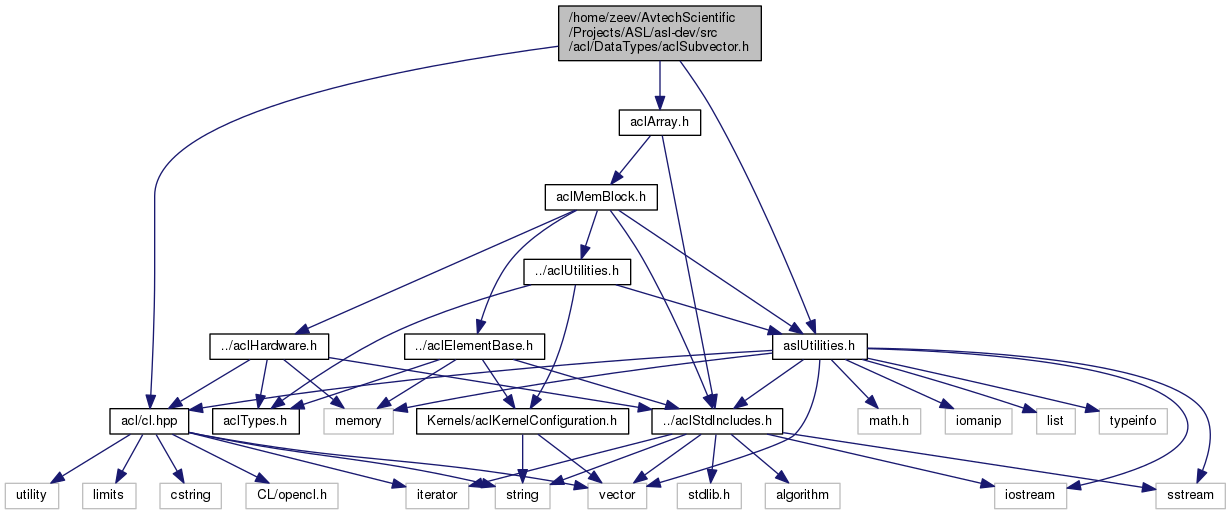 /home/zeev/AvtechScientific
/Projects/ASL/asl-dev/src
/acl/DataTypes/aclSubvector.h
aclArray.h
aclMemBlock.h
../aclUtilities.h
../aclHardware.h
../aclElementBase.h
aslUtilities.h
acl/cl.hpp
aclTypes.h
memory
Kernels/aclKernelConfiguration.h
../aclStdIncludes.h
math.h
iomanip
list
typeinfo
utility
limits
cstring
CL/opencl.h
iterator
string
vector
stdlib.h
algorithm
iostream
sstream